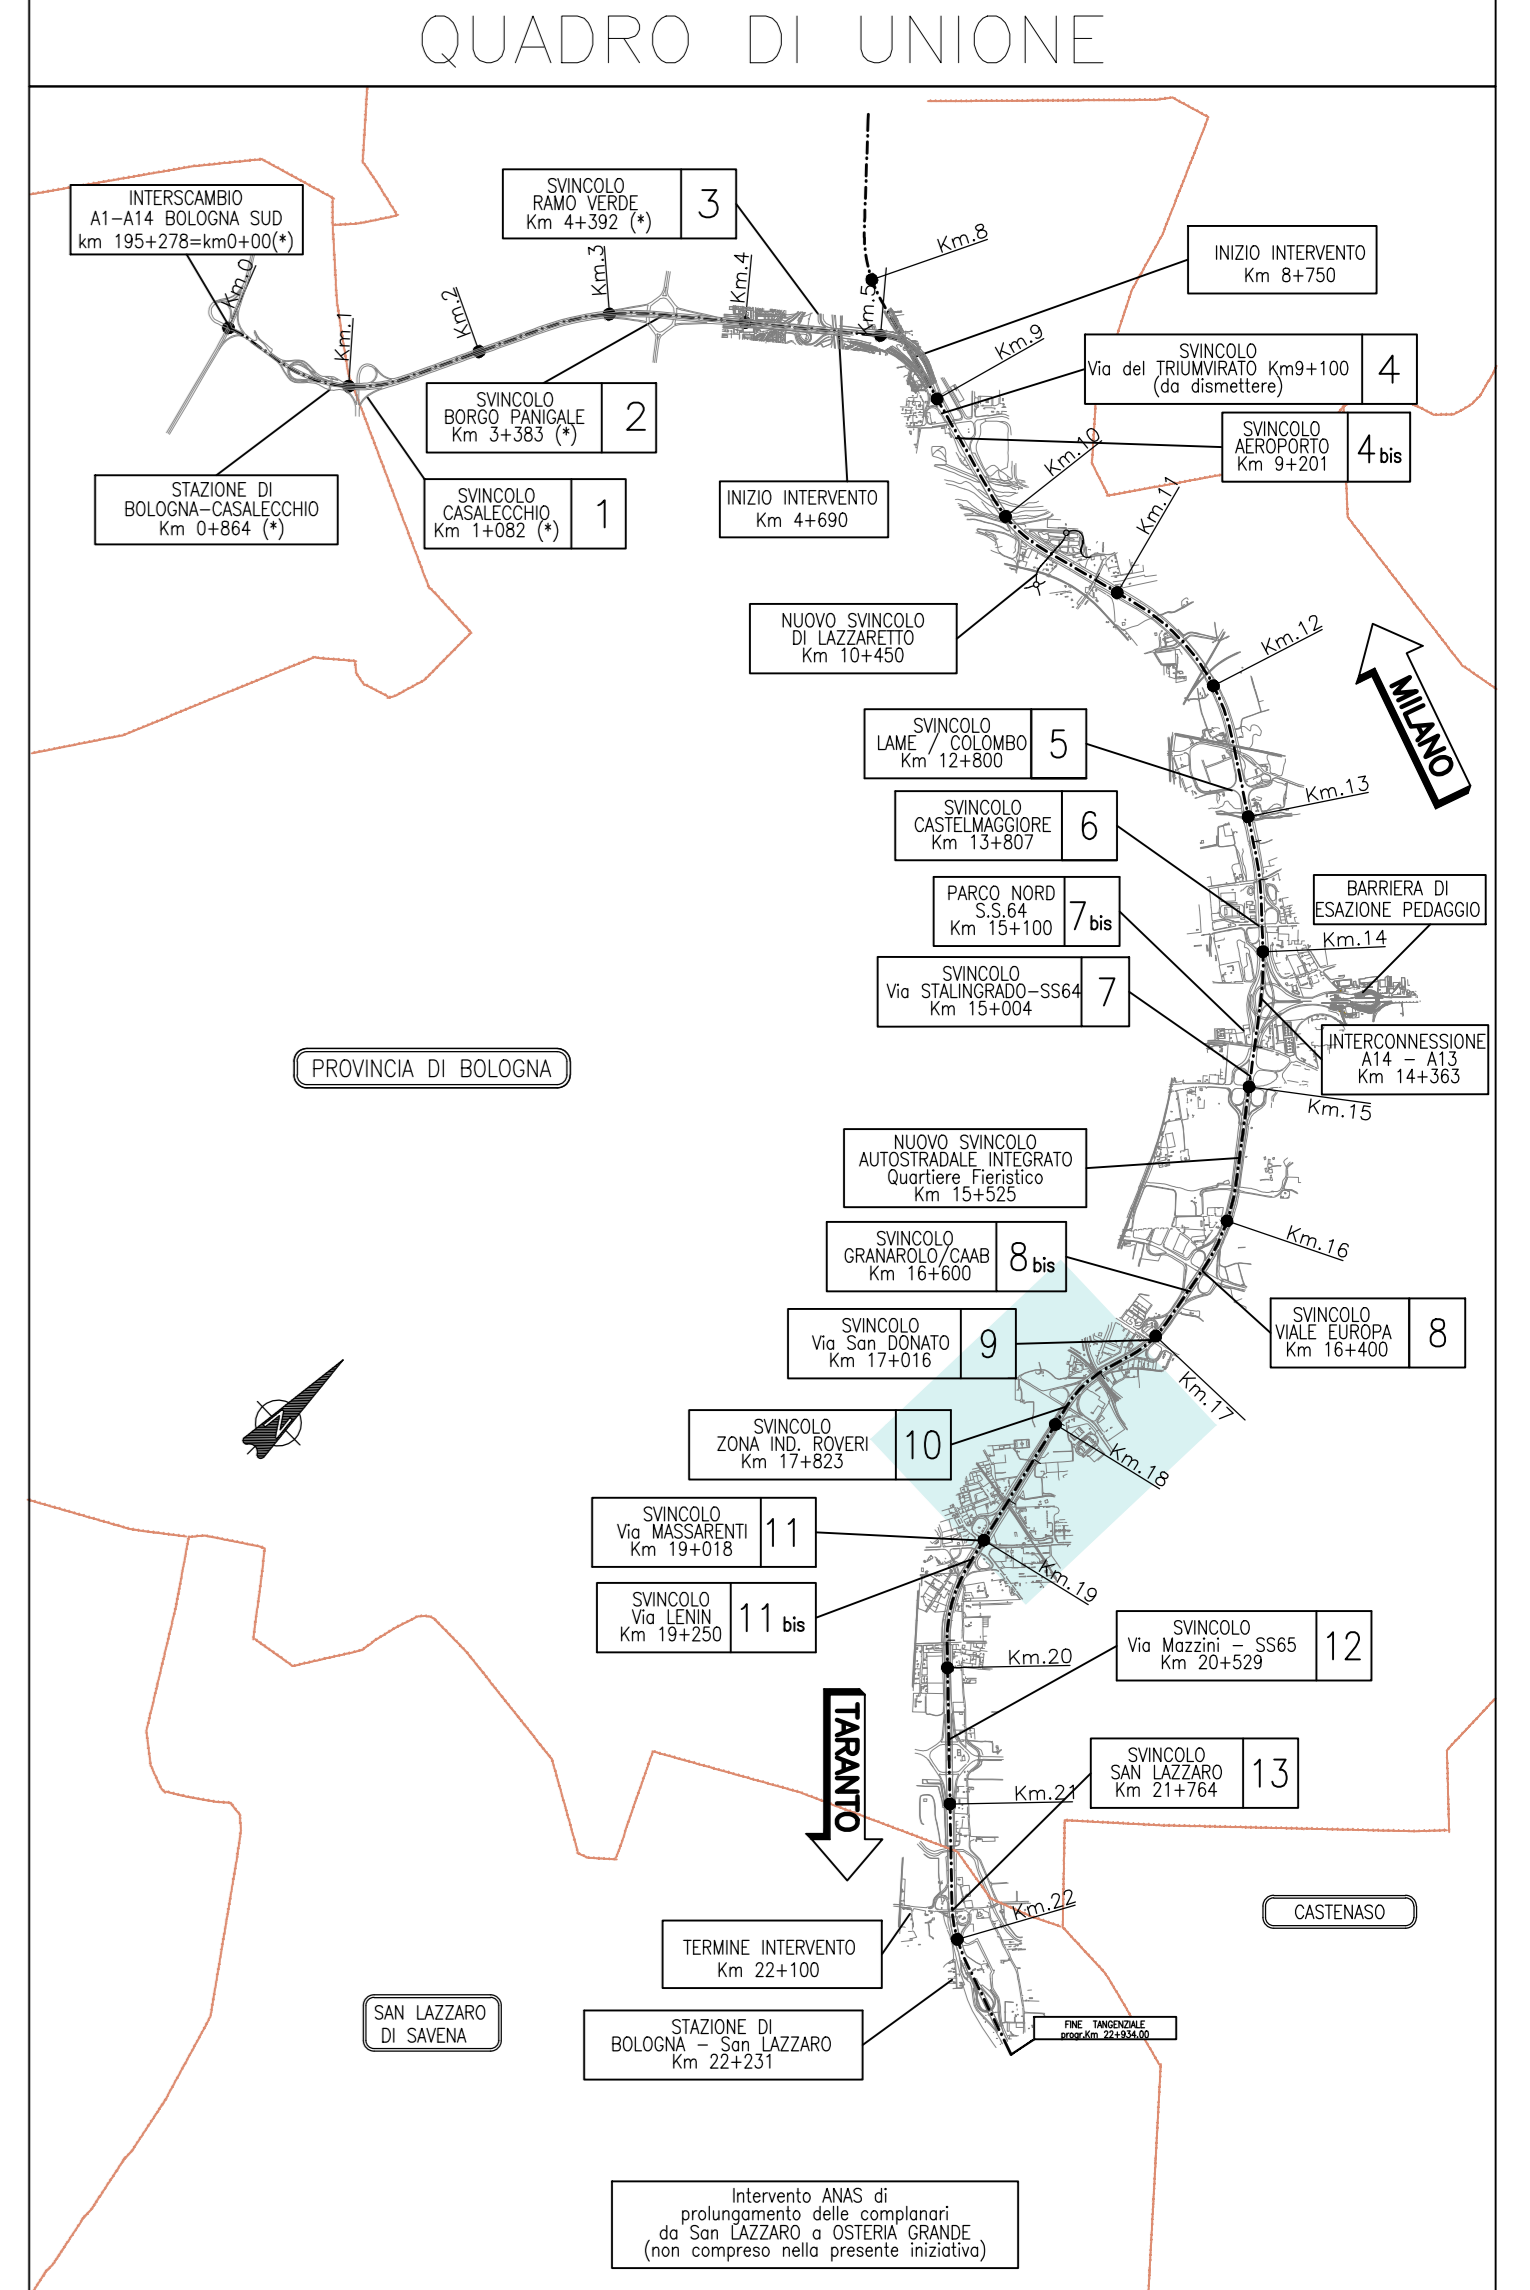 QUADRO DI UNIONE
INTERSCAMBIO
A1-A14 BOLOGNA SUD
km 195+278=km0+00(*)
SVINCOLO
RAMO VERDE
Km 4+392 (*)
3
Km.8
INIZIO INTERVENTO
Km 8+750
Km.0
Km.1
Km.2
Km.3
Km.4
Km.5
Km.9
SVINCOLO
Via del TRIUMVIRATO Km9+100
(da dismettere)
4
SVINCOLO
BORGO PANIGALE
Km 3+383 (*)
2
SVINCOLO
AEROPORTO
Km 9+201
4 bis
Km.10
STAZIONE DI
BOLOGNA-CASALECCHIO
Km 0+864 (*)
SVINCOLO
CASALECCHIO
Km 1+082 (*)
1
INIZIO INTERVENTO
Km 4+690
Km.11
NUOVO SVINCOLO
DI LAZZARETTO
Km 10+450
Km.12
MILANO
SVINCOLO
LAME / COLOMBO
Km 12+800
5
Km.13
SVINCOLO
CASTELMAGGIORE
Km 13+807
6
BARRIERA DI
ESAZIONE PEDAGGIO
PARCO NORD
S.S.64
Km 15+100
7 bis
Km.14
SVINCOLO
Via STALINGRADO-SS64
Km 15+004
7
INTERCONNESSIONE
A14 - A13
Km 14+363
PROVINCIA DI BOLOGNA
Km.15
NUOVO SVINCOLO
AUTOSTRADALE INTEGRATO
Quartiere Fieristico
Km 15+525
Km.16
SVINCOLO
GRANAROLO/CAAB
Km 16+600
8 bis
SVINCOLO
VIALE EUROPA
Km 16+400
8
SVINCOLO
Via San DONATO
Km 17+016
9
Km.17
N
SVINCOLO
ZONA IND. ROVERI
Km 17+823
10
Km.18
SVINCOLO
Via MASSARENTI
Km 19+018
11
Km.19
SVINCOLO
Via LENIN
Km 19+250
11 bis
SVINCOLO
Via Mazzini - SS65
Km 20+529
12
Km.20
TARANTO
SVINCOLO
SAN LAZZARO
Km 21+764
13
Km.21
Km.22
CASTENASO
TERMINE INTERVENTO
Km 22+100
SAN LAZZARO
DI SAVENA
STAZIONE DI
BOLOGNA - San LAZZARO
Km 22+231
FINE TANGENZIALE
progr.Km 22+934.00
Intervento ANAS di
prolungamento delle complanari
da San LAZZARO a OSTERIA GRANDE
(non compreso nella presente iniziativa)